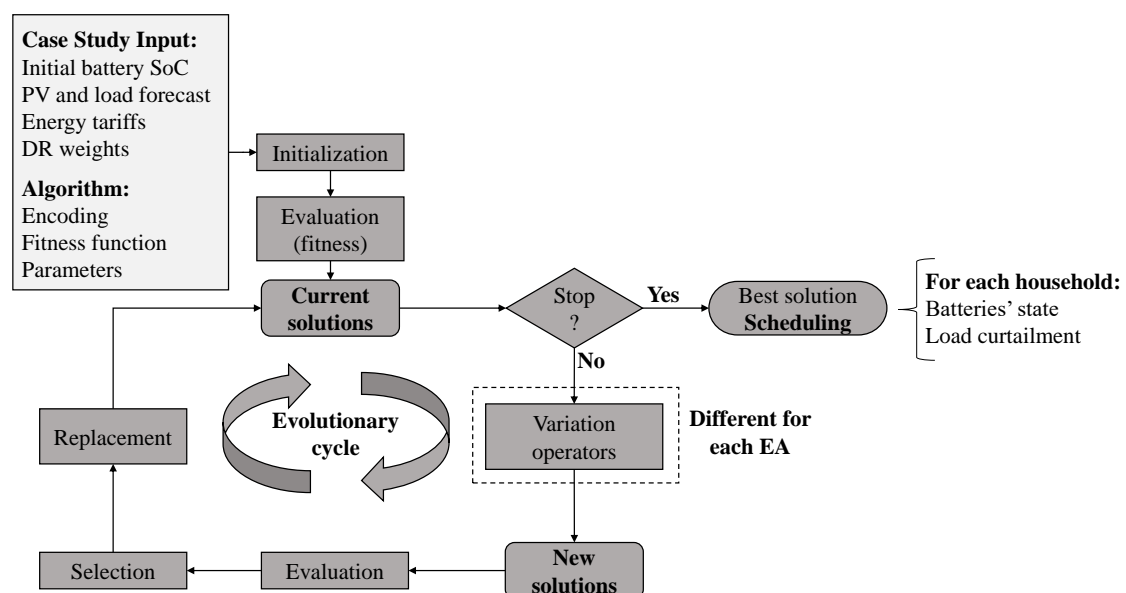 Case Study Input:
Initial battery SoC
PV and load forecast
Energy tariffs
DR weights
Algorithm:
Encoding
Fitness function
Parameters
Initialization
Evaluation
(fitness)
Current
solutions
Stop
?
Yes
No
Best solution
Scheduling
For each household:
Batteries’ state
Load curtailment
Variation
operators
Different for
each EA
Evolutionary
cycle
Replacement
Selection
Evaluation
New
solutions